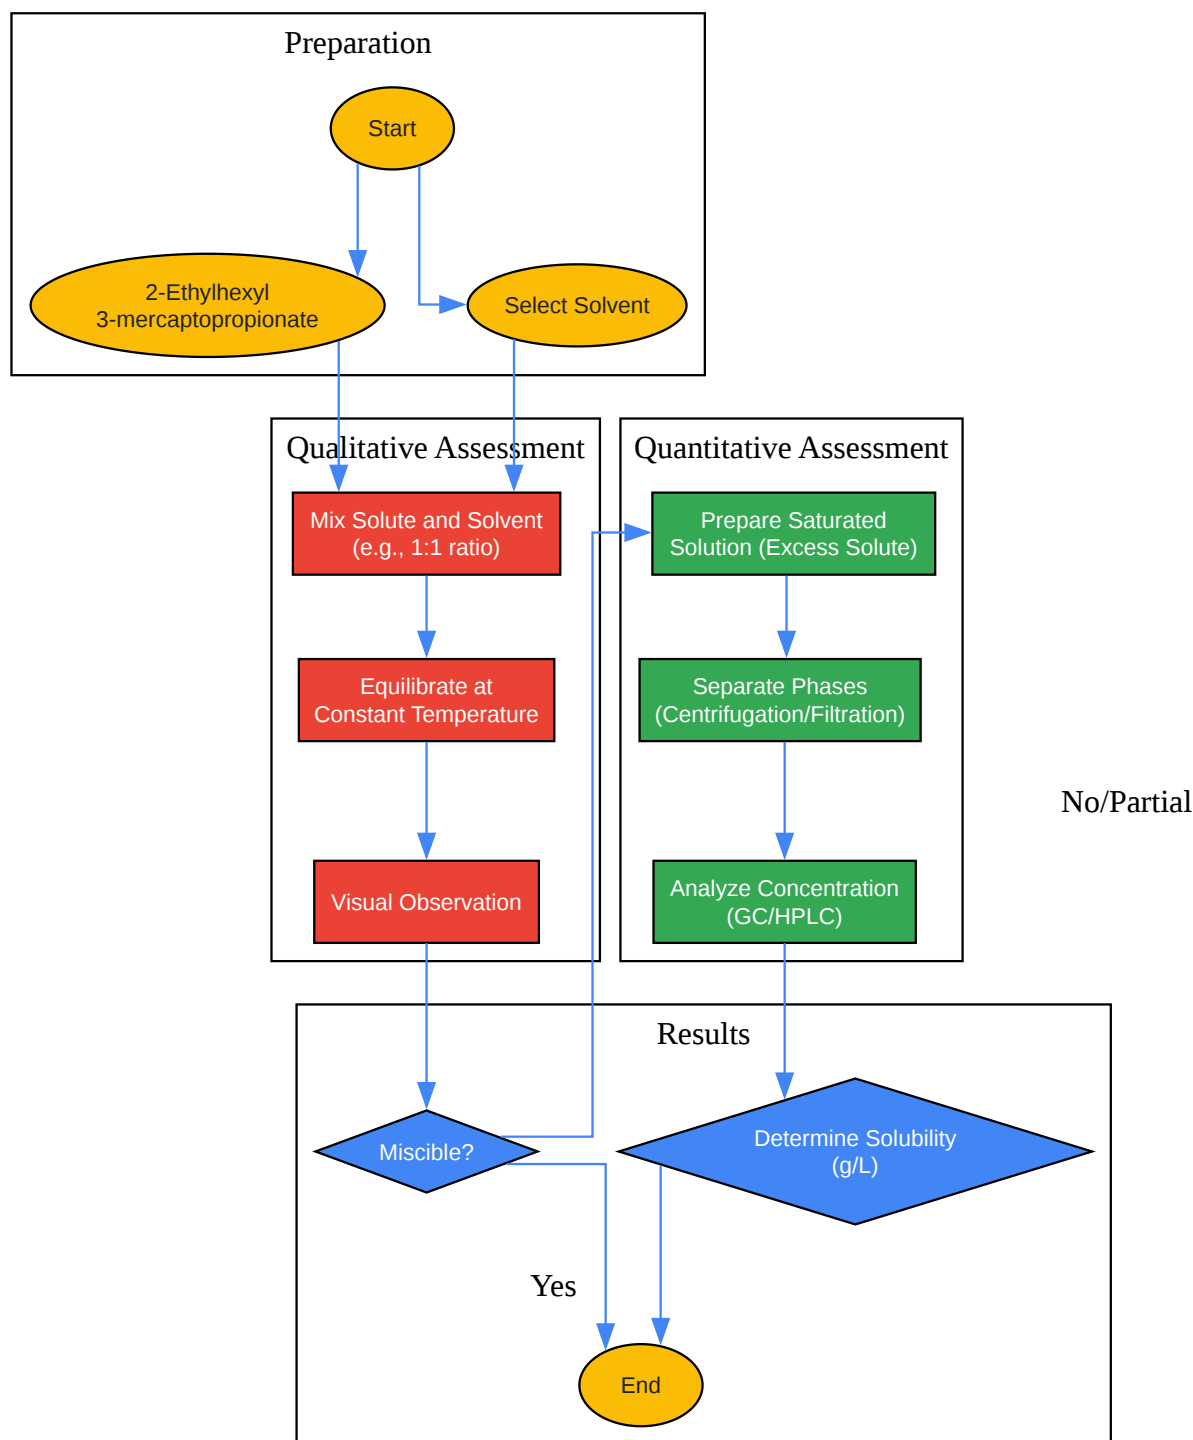 Preparation
Start
2-Ethylhexyl
3-mercaptopropionate
Select Solvent
Qualitative Assessment
Mix Solute and Solvent
(e.g., 1:1 ratio)
Equilibrate at
Constant Temperature
Visual Observation
Quantitative Assessment
Prepare Saturated
Solution (Excess Solute)
Separate Phases
(Centrifugation/Filtration)
Analyze Concentration
(GC/HPLC)
No/Partial
Results
Miscible?
Determine Solubility
(g/L)
Yes
End